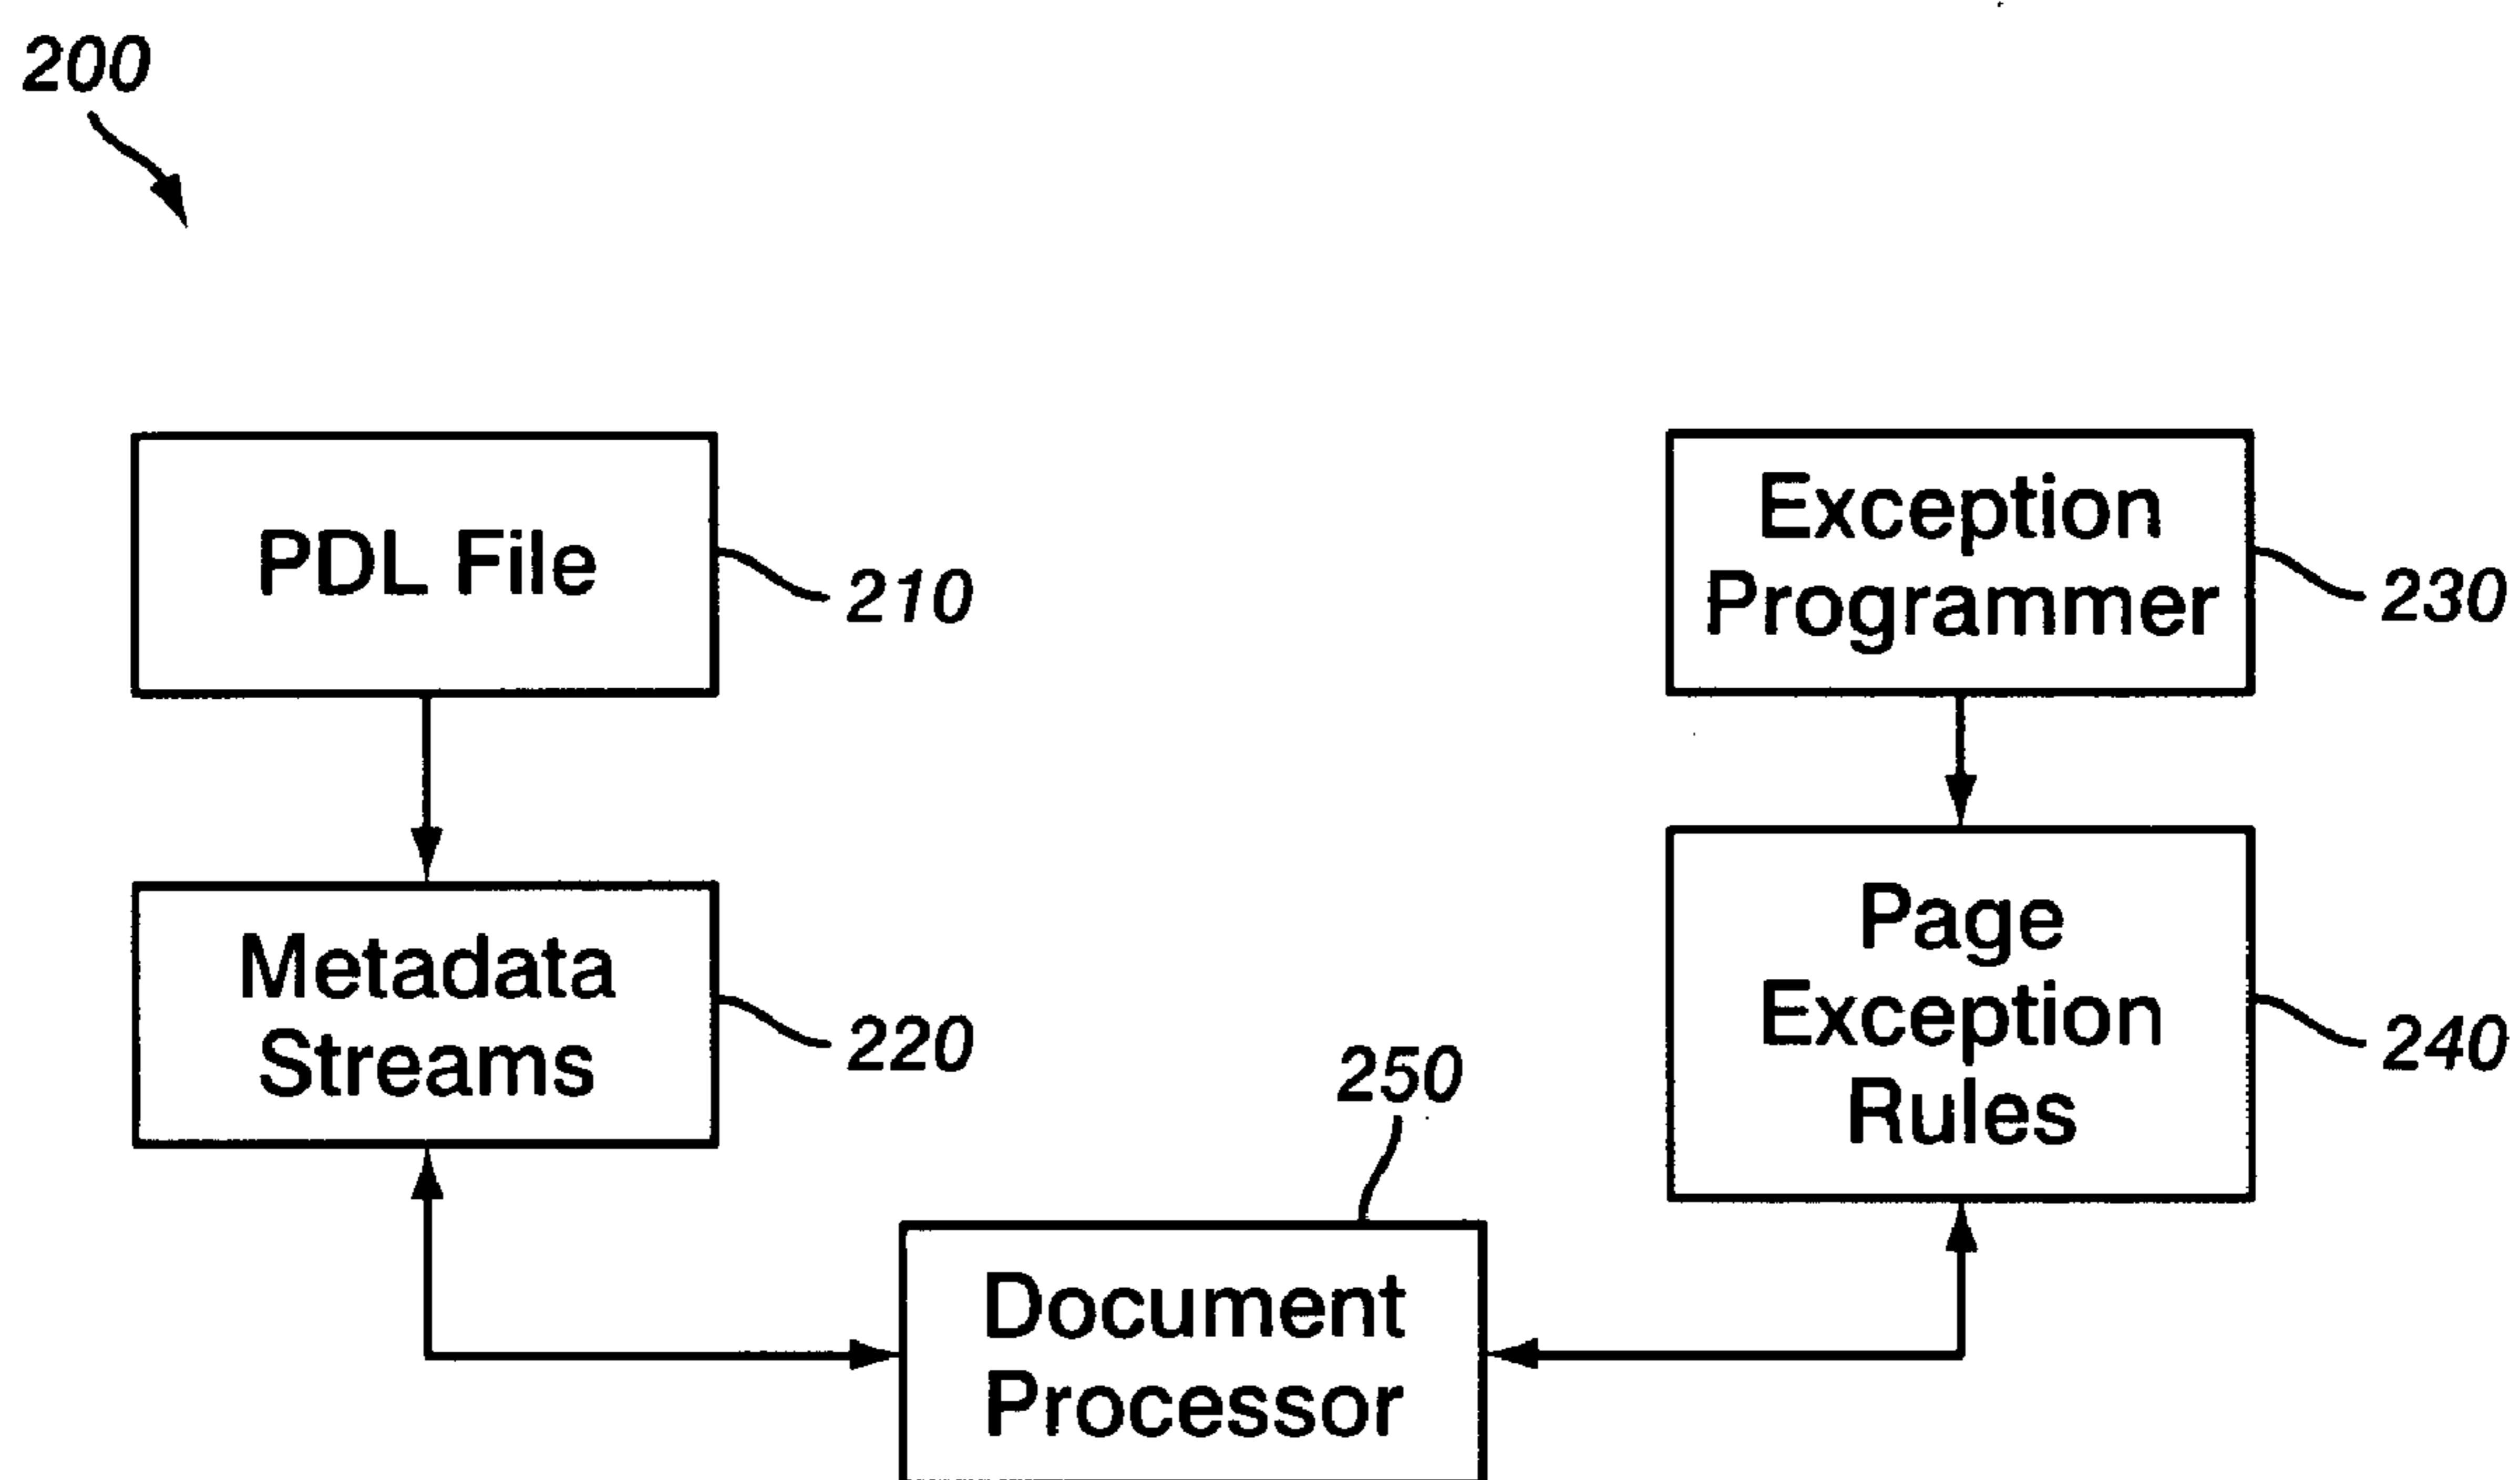 200
PDL File
210
Exception
Programmer
230
Metadata
Streams
220
Page
Exception
Rules
240
250
Document
Processor